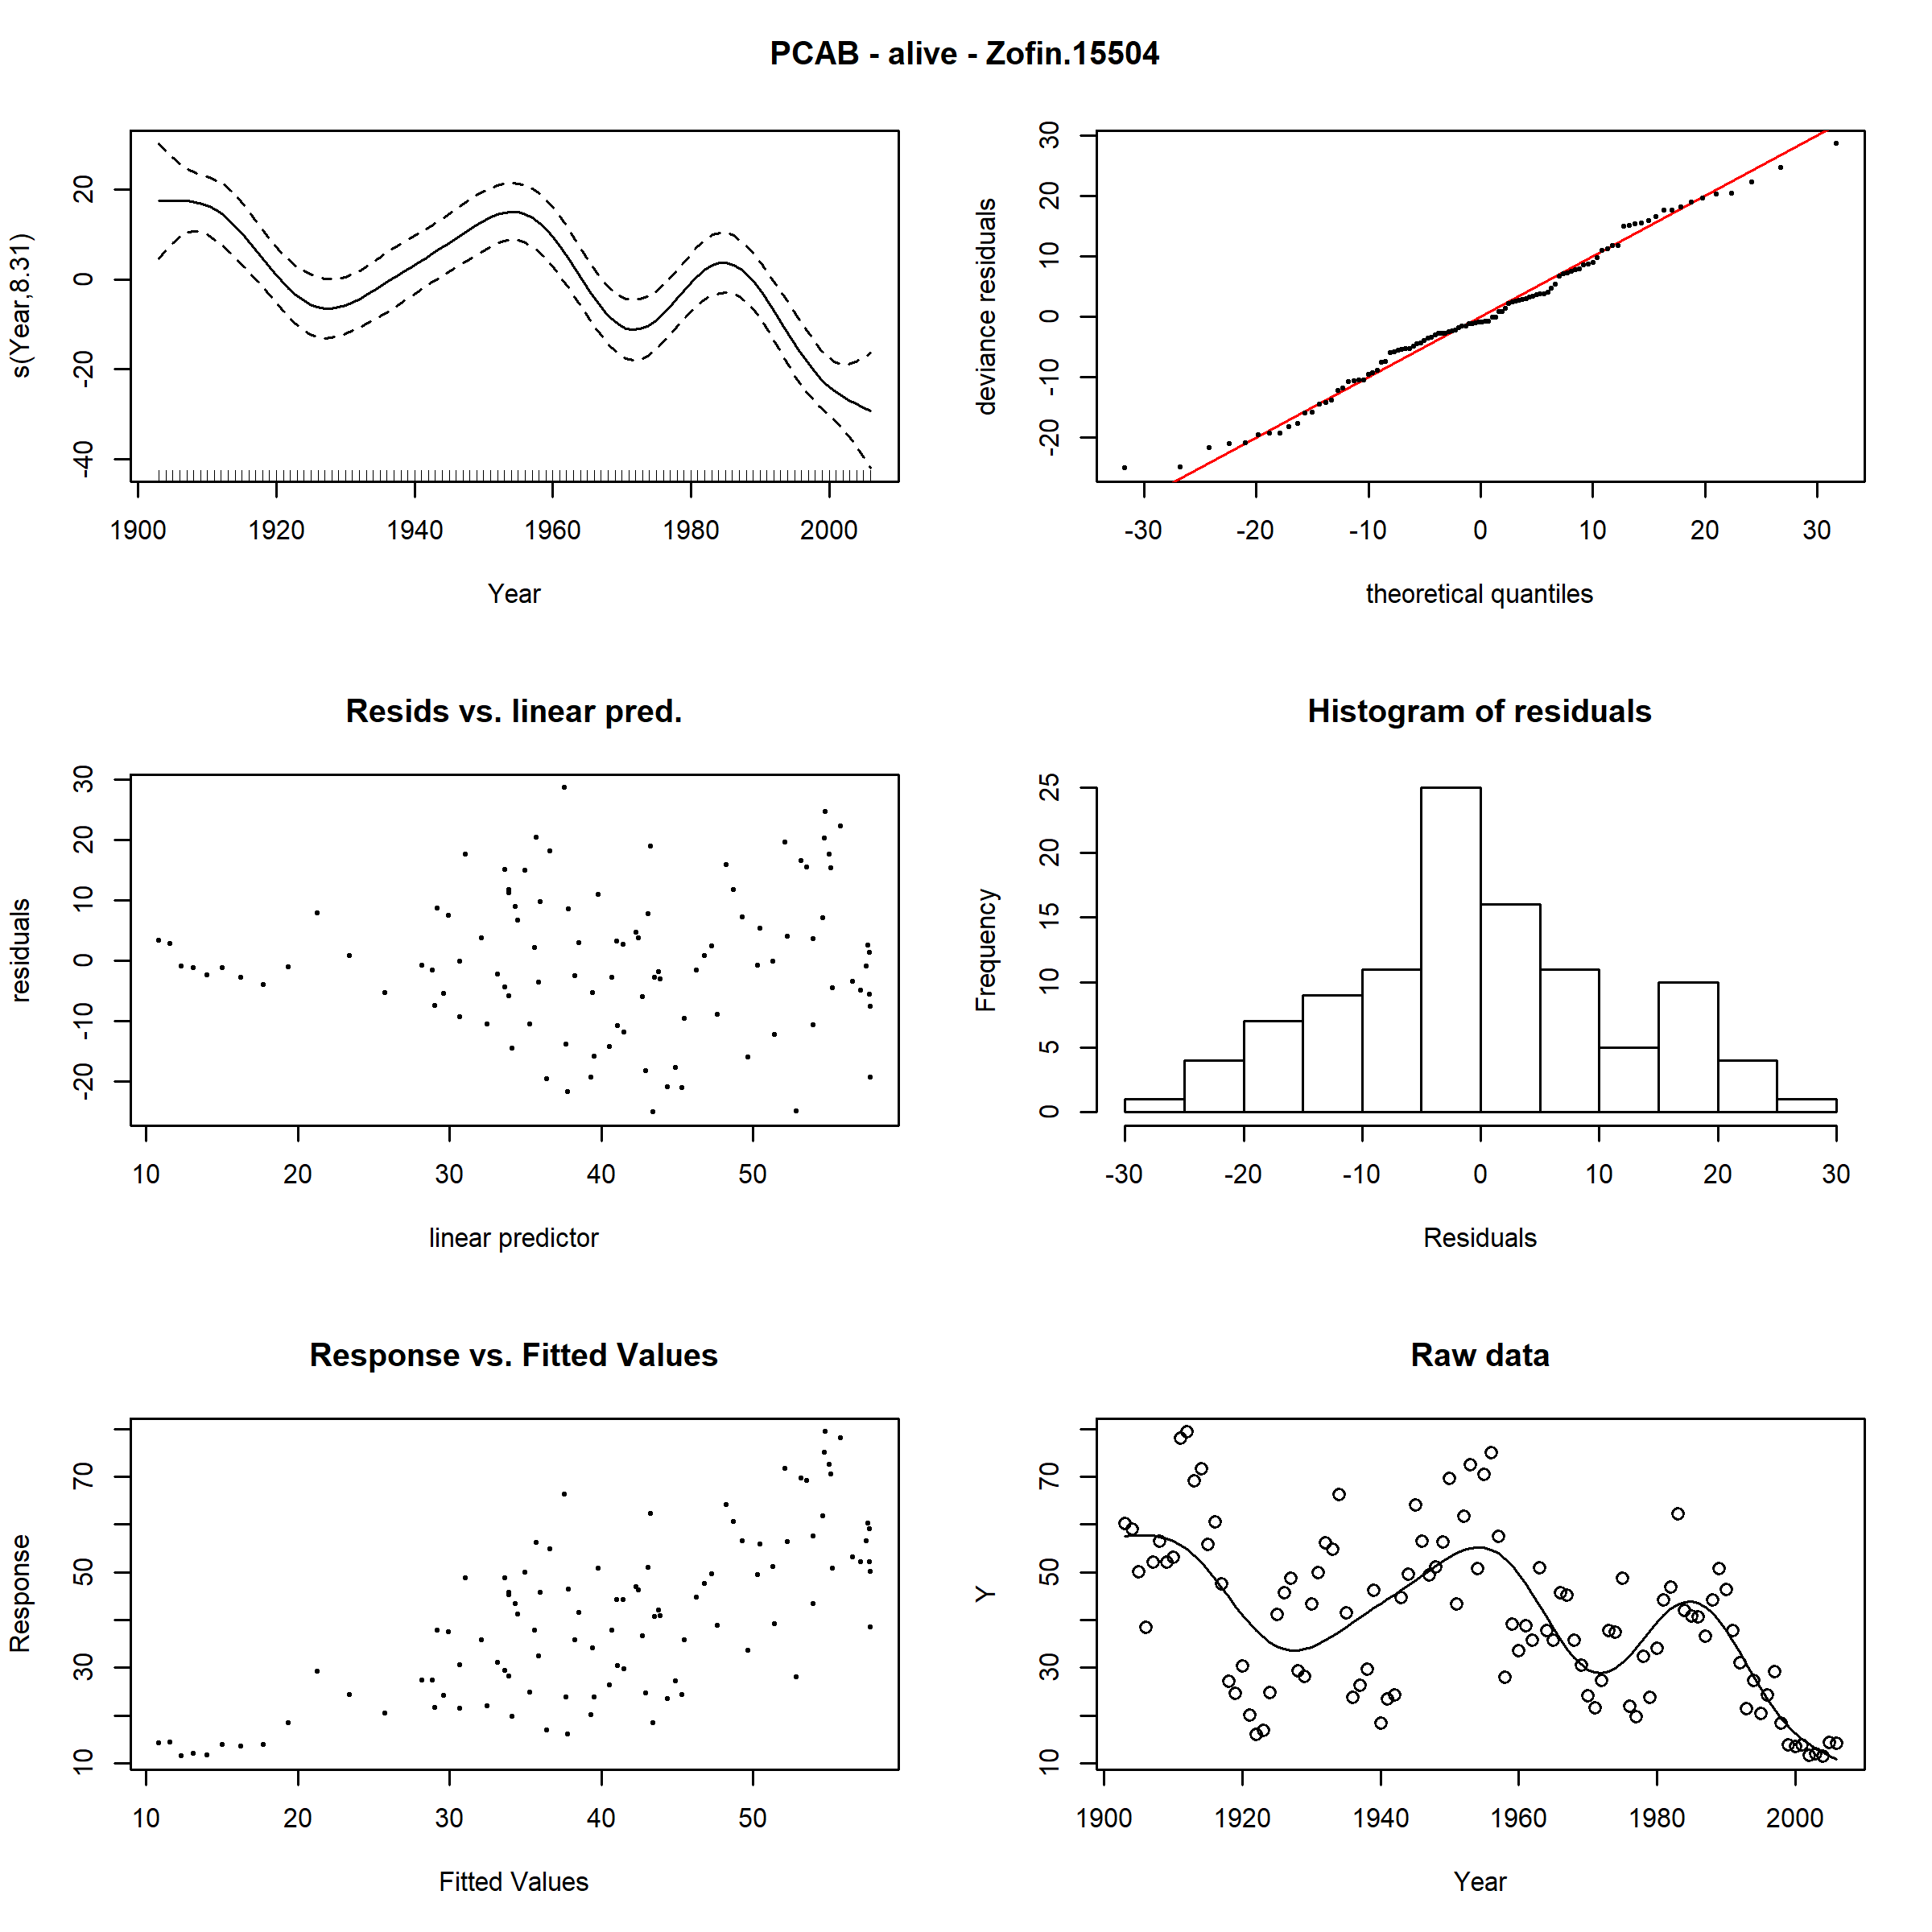 PCAB - alive - Zofin.15504
s(Year,8.31)
20
0
-20
-40
1900 1920 1940 1960 1980 2000
Year
deviance residuals
30
20
10
0
-10
-20
-30 -20 -10 0 10 20 30
theoretical quantiles
Resids vs. linear pred.
residuals
30
20
10
0
-10
-20
10 20 30 40 50
linear predictor
Histogram of residuals
Frequency
25
20
15
10
5
0
-30 -20 -10 0 10 20 30
Residuals
Response vs. Fitted Values
Response
70
50
30
10
10 20 30 40 50
Fitted Values
Raw data
Y
70
50
30
10
1900 1920 1940 1960 1980 2000
Year